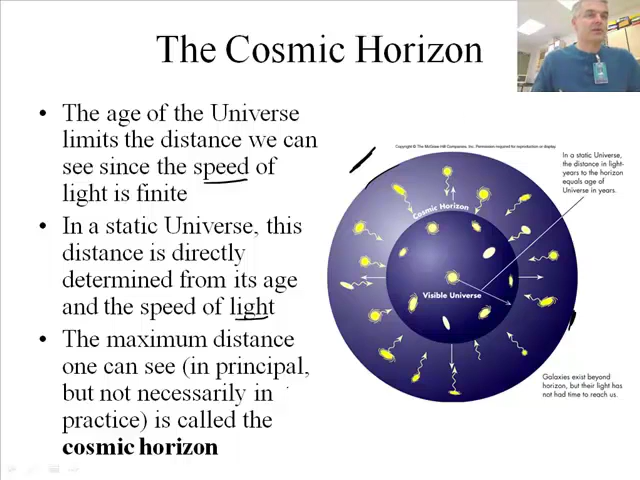 The Cosmic Horizon
• The age of the Universe
limits the distance we can
see since the speed of
light is finite
• In a static Universe, this
distance is directly
determined from its age
and the speed of light
• The maximum distance
one can see (in principal,
but not necessarily in
practice) is called the
cosmic horizon
Copyright © The McGraw-Hill Companies, Inc. Permission required for reproduction or display
In a static Universe,
the distance in light-
years to the horizon
equals age of
Universe in years.
Cosmic Horizon
Visible Universe
Galaxies exist beyond
horizon, but their light has
not had time to reach us.